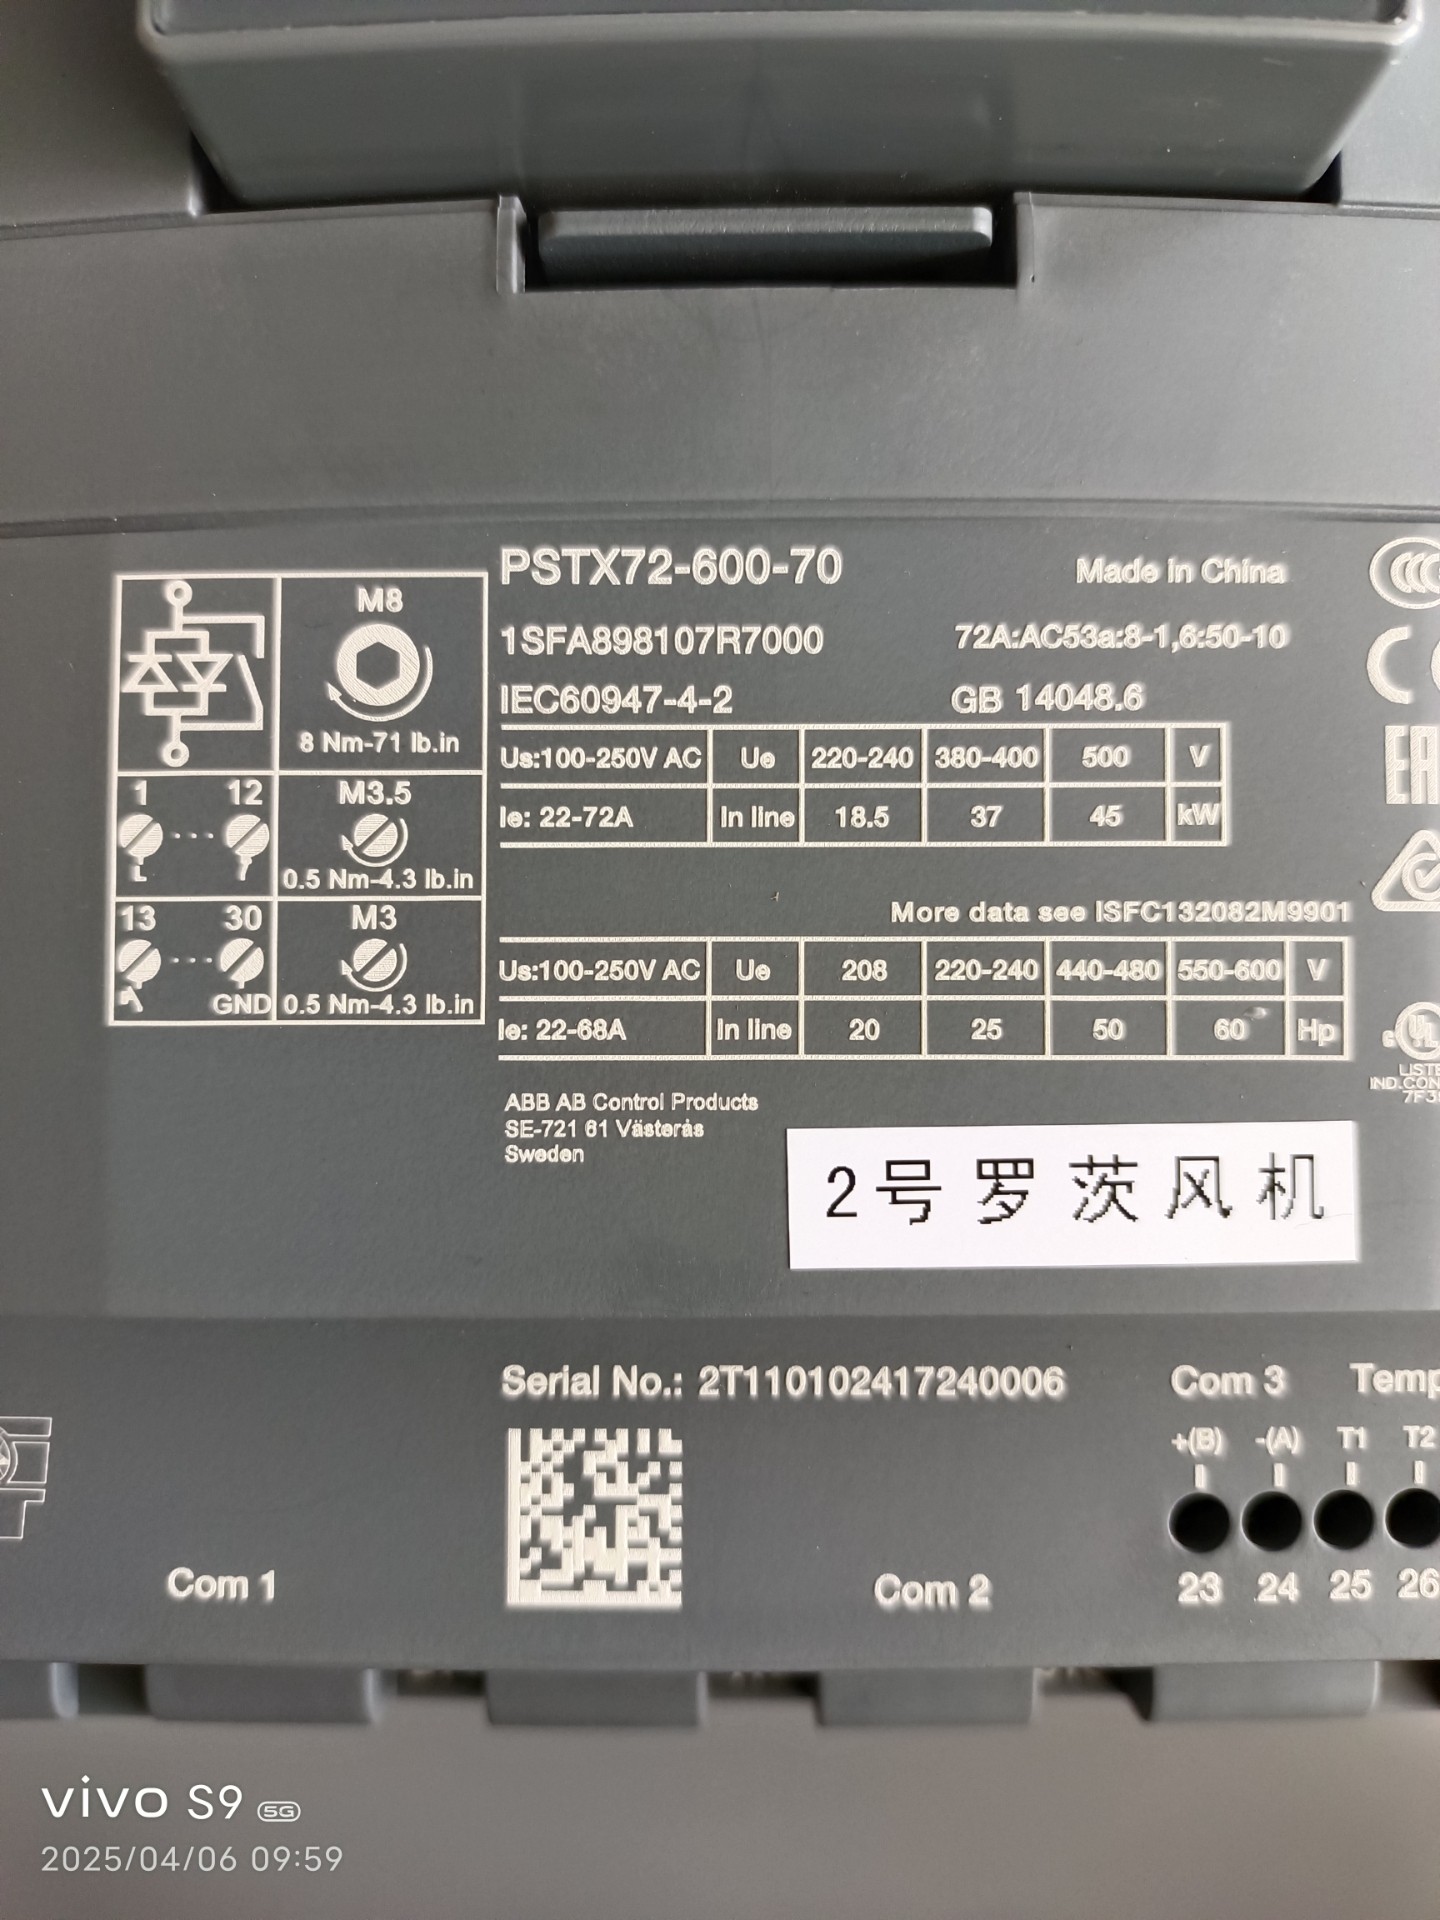 PSTX72-600-70
Made in China
1SFA898107R7000
72A:AC53a:8-1,6:50-10
IEC60947-4-2
GB 14048.6
M8
8 Nm-71 lb.in
1 12
M3.5
0.5 Nm-4.3 lb.in
13 30
M3
GND
0.5 Nm-4.3 lb.in
Us:100-250V AC Ue 220-240 380-400 500 V
Ie: 22-72A In line 18.5 37 45 kW
More data see ISFC132082M9901
Us:100-250V AC Ue 208 220-240 440-480 550-600 V
Ie: 22-68A In line 20 25 50 60 Hp
ABB AB Control Products
SE-721 61 Västerås
Sweden
2号罗茨风机
Serial No.: 2T110102417240006
Com 3
+(B) -(A) T1 T2
23 24 25 26
Com 1
Com 2
vivo S9 5G
2025/04/06 09:59